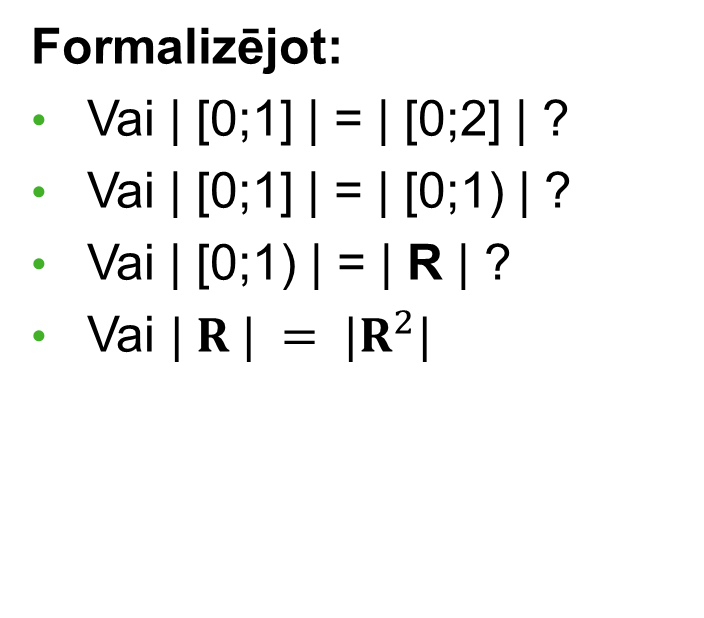 Formalizējot:
• Vai | [0;1] | = | [0;2] | ?
• Vai | [0;1] | = | [0;1) | ?
• Vai | [0;1) | = | R | ?
• Vai | R | = |R²|